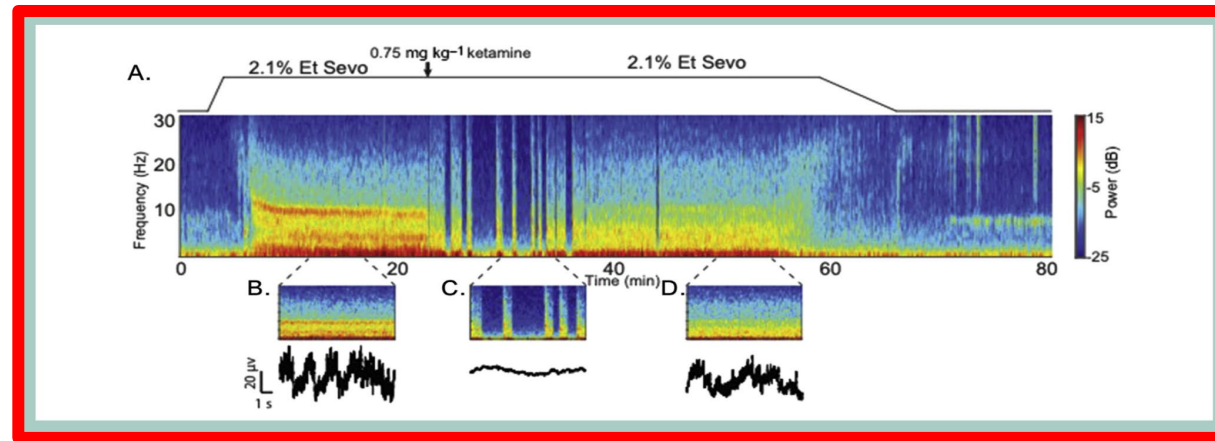 0.75 mg kg⁻¹ ketamine
A.
2.1% Et Sevo
2.1% Et Sevo
30
20
10
Frequency (Hz)
15
-5
-25
Power (dB)
0
20
40
60
80
Time (min)
B.
C.
D.
20 μv
1 s